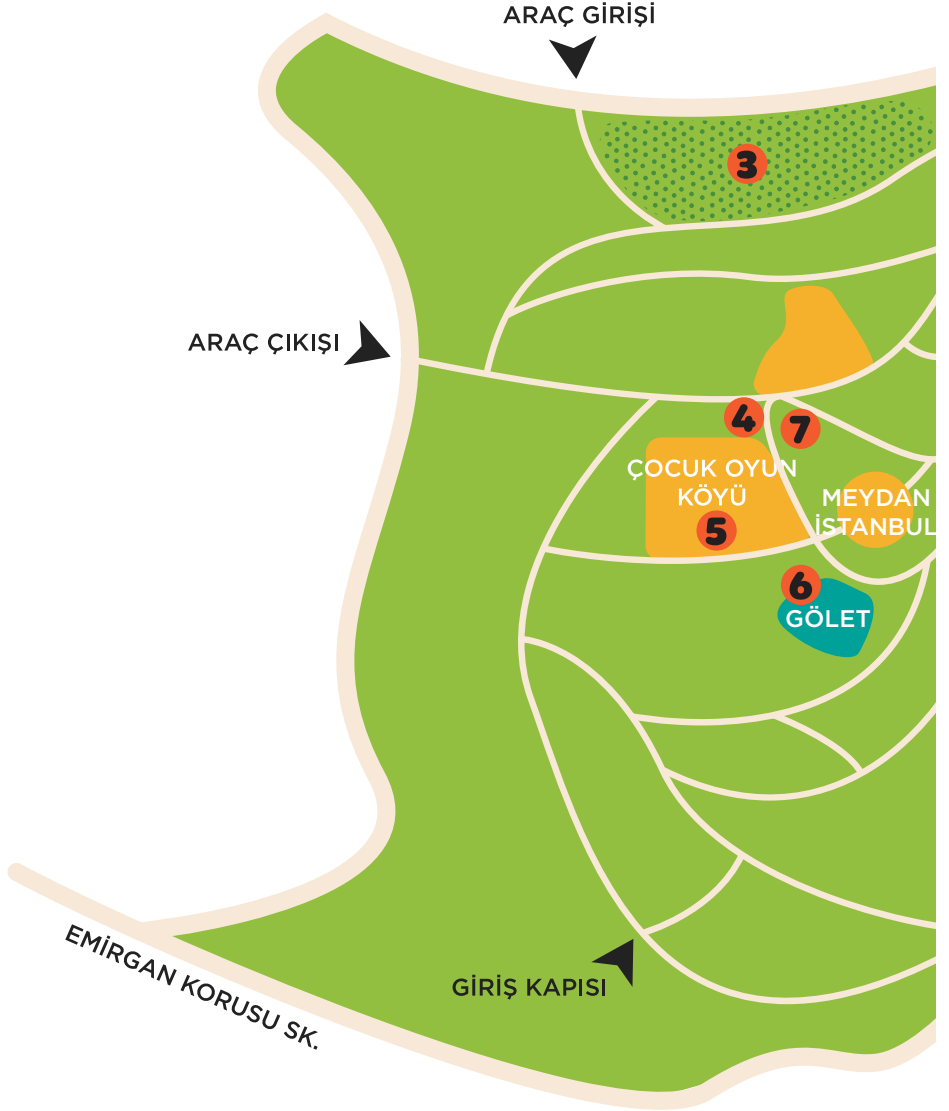 ARAÇ GİRİŞİ
3
ARAÇ ÇIKIŞI
4
7
ÇOCUK OYUN
KÖYÜ
5
MEYDAN
İSTANBUL
6
GÖLET
EMİRGAN KORUSU SK.
GİRİŞ KAPISI